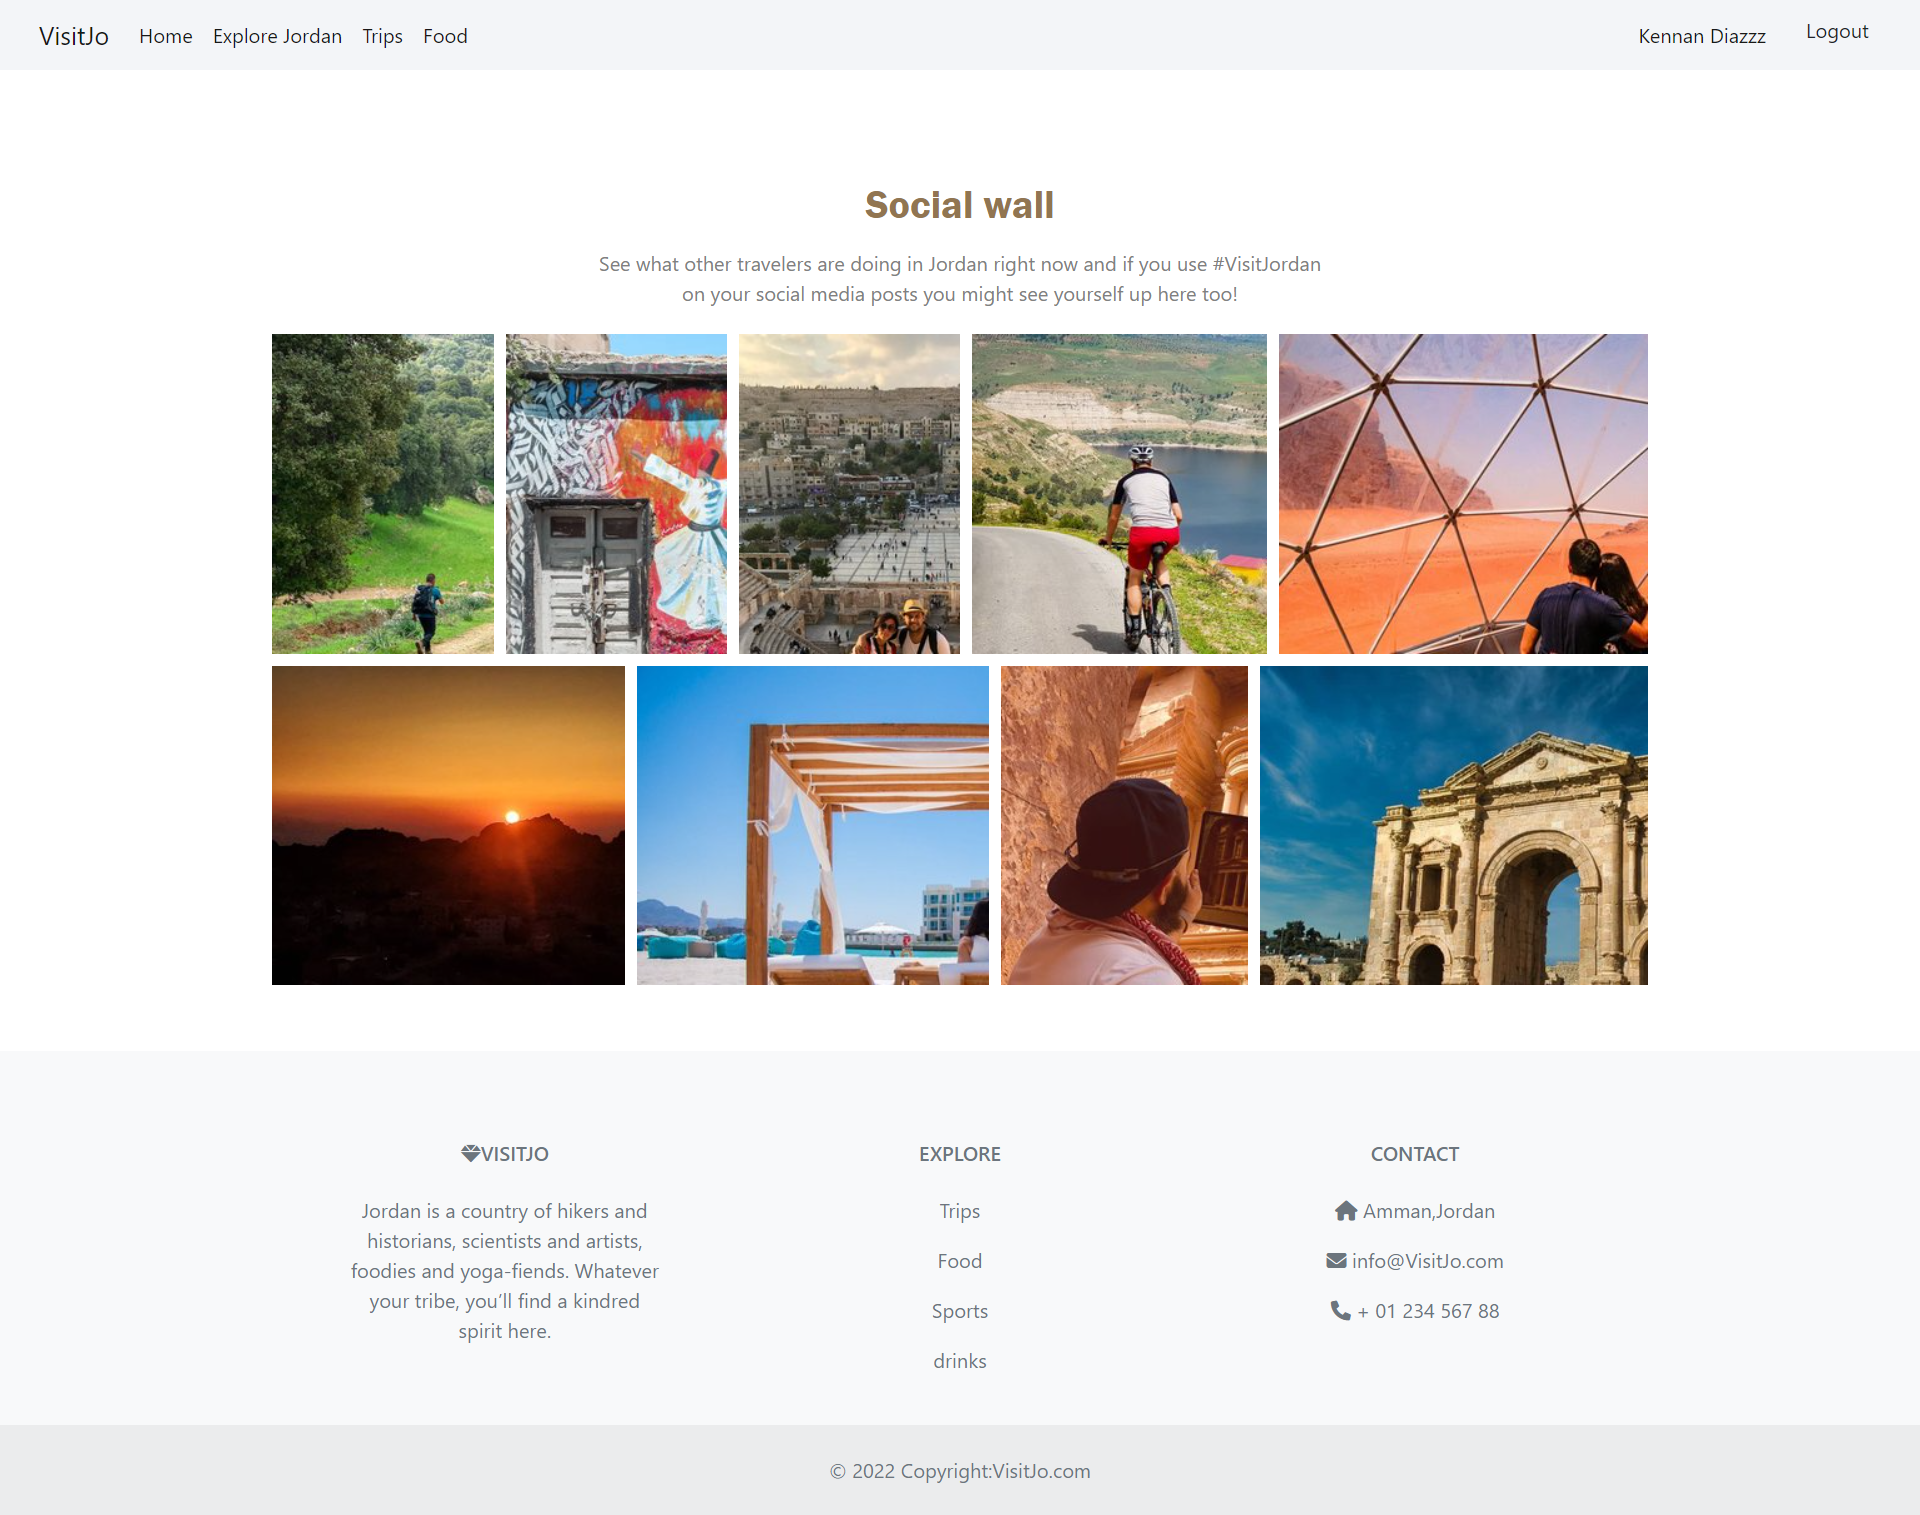 VisitJo Home Explore Jordan Trips Food Kennan Diazzz Logout
Social wall
See what other travelers are doing in Jordan right now and if you use #VisitJordan
on your social media posts you might see yourself up here too!
VISITJO
Jordan is a country of hikers and
historians, scientists and artists,
foodies and yoga-fiends. Whatever
your tribe, you’ll find a kindred
spirit here.
EXPLORE
Trips
Food
Sports
drinks
CONTACT
Amman,Jordan
info@VisitJo.com
+ 01 234 567 88
© 2022 Copyright:VisitJo.com